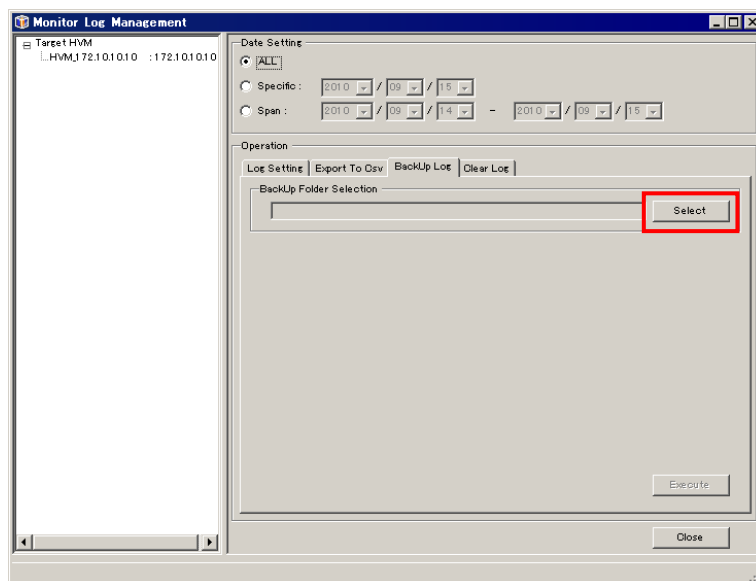 Monitor Log Management
Target HVM
HVM_172.10.10.10 : 172.10.10.10
Date Setting
ALL
Specific : 2010 / 09 / 15
Span : 2010 / 09 / 14 - 2010 / 09 / 15
Operation
Log Setting Export To Csv BackUp Log Clear Log
BackUp Folder Selection
Select
Execute
Close